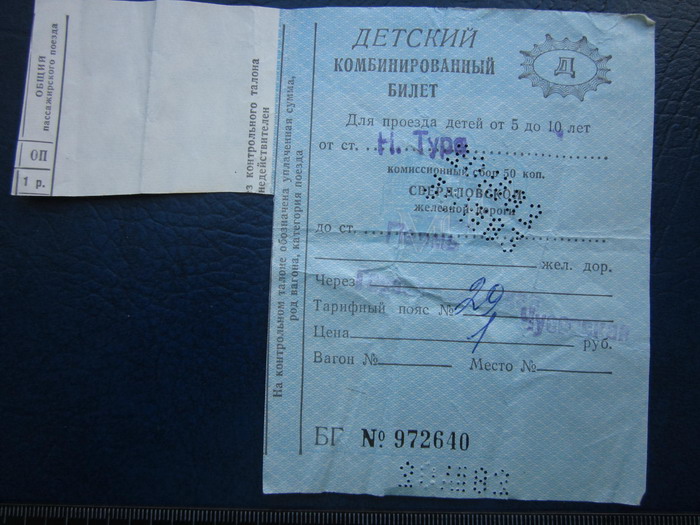 ОБЩИЙ
пассажирского поезда
ОП
1 р.
з контрольного талона
недействителен
На контрольном талоне обозначена уплаченная сумма,
род вагона, категория поезда
ДЕТСКИЙ
КОМБИНИРОВАННЫЙ
БИЛЕТ
Д
Для проезда детей от 5 до 10 лет
от ст. Н. Тура
комиссионный сбор 50 коп.
СВЕРДЛОВСКОЙ
железной дороги
до ст. Пермь
жел. дор.
Через Чусовская
Тарифный пояс № 29
Цена 1 руб.
Вагон № Место №
БГ № 972640